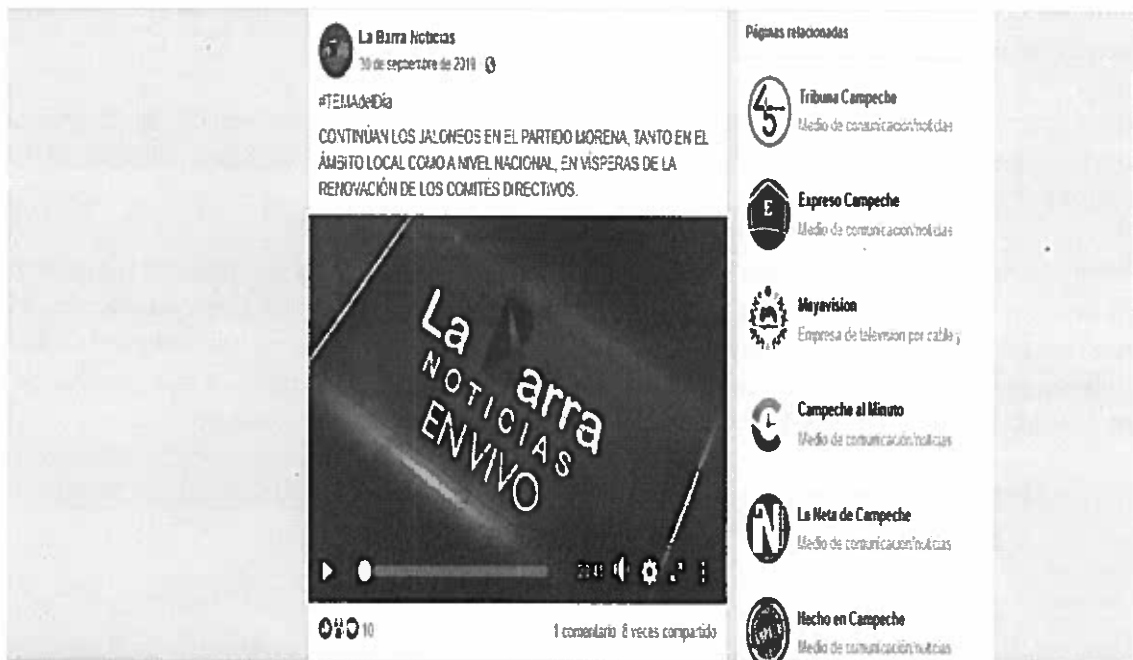 La Barra Noticias
30 de septiembre de 2019
#TEMAdelDía
CONTINÚAN LOS JALONEOS EN EL PARTIDO MORENA, TANTO EN EL
ÁMBITO LOCAL COMO A NIVEL NACIONAL, EN VÍSPERAS DE LA
RENOVACIÓN DE LOS COMITÉS DIRECTIVOS.
La arra
NOTICIAS
EN VIVO
10
1 comentario 8 veces compartido
Páginas relacionadas
Tribuna Campeche
Medio de comunicación/noticias
E
Expreso Campeche
Medio de comunicación/noticias
Mayavision
Empresa de televisión por cable y
Campeche al Minuto
Medio de comunicación/noticias
N
La Neta de Campeche
Medio de comunicación/noticias
Hecho en Campeche
Medio de comunicación/noticias